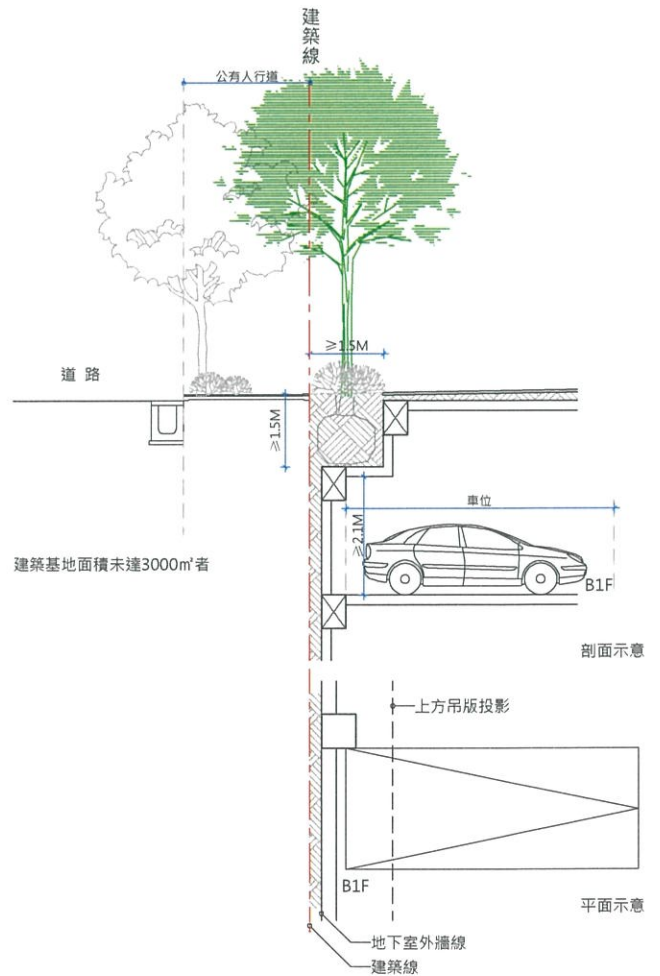 建築線
公有人行道
≥1.5M
道 路
≥1.5M
車位
≥2.1M
建築基地面積未達3000㎡者
B1F
剖面示意
上方吊版投影
B1F
平面示意
地下室外牆線
建築線